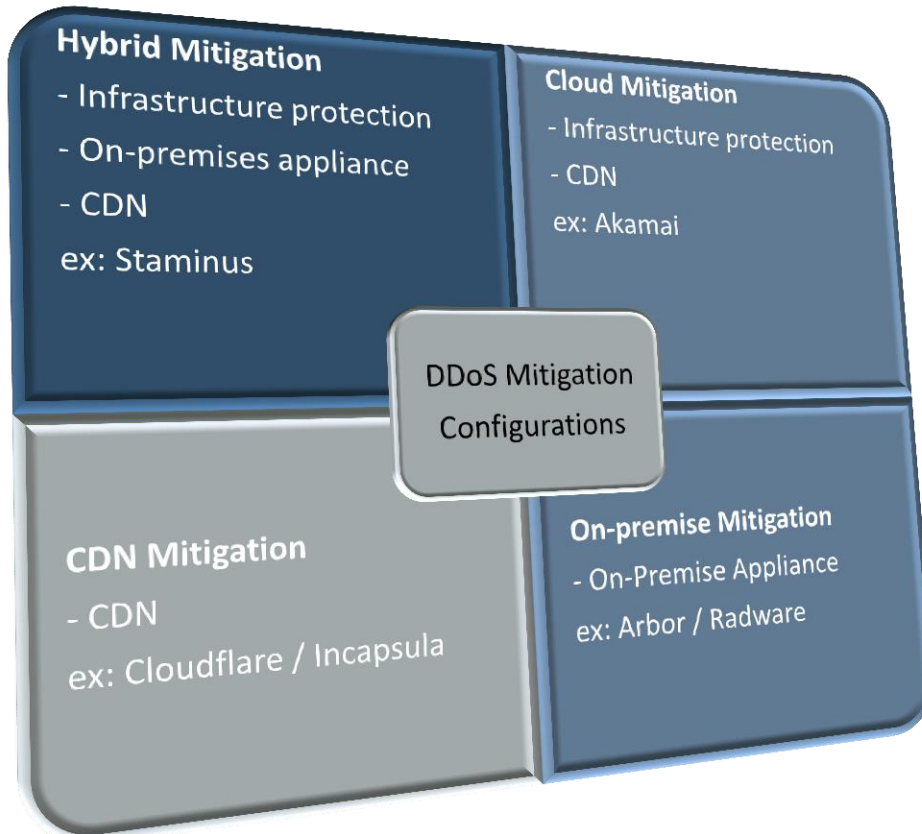 Hybrid Mitigation
- Infrastructure protection
- On-premises appliance
- CDN
ex: Staminus
Cloud Mitigation
- Infrastructure protection
- CDN
ex: Akamai
DDoS Mitigation
Configurations
CDN Mitigation
- CDN
ex: Cloudflare / Incapsula
On-premise Mitigation
- On-Premise Appliance
ex: Arbor / Radware